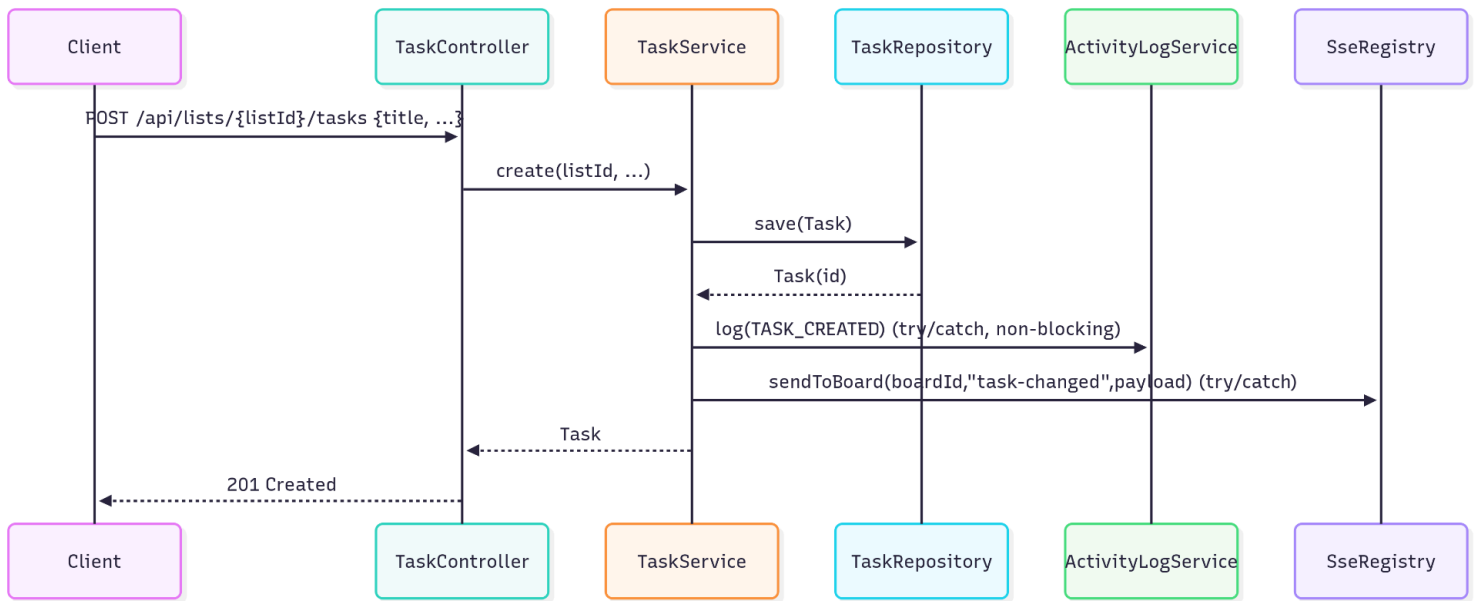 Client
TaskController
TaskService
TaskRepository
ActivityLogService
SseRegistry
POST /api/lists/{listId}/tasks {title, ...}
create(listId, ...)
save(Task)
Task(id)
log(TASK_CREATED) (try/catch, non-blocking)
sendToBoard(boardId,"task-changed",payload) (try/catch)
Task
201 Created
Client
TaskController
TaskService
TaskRepository
ActivityLogService
SseRegistry